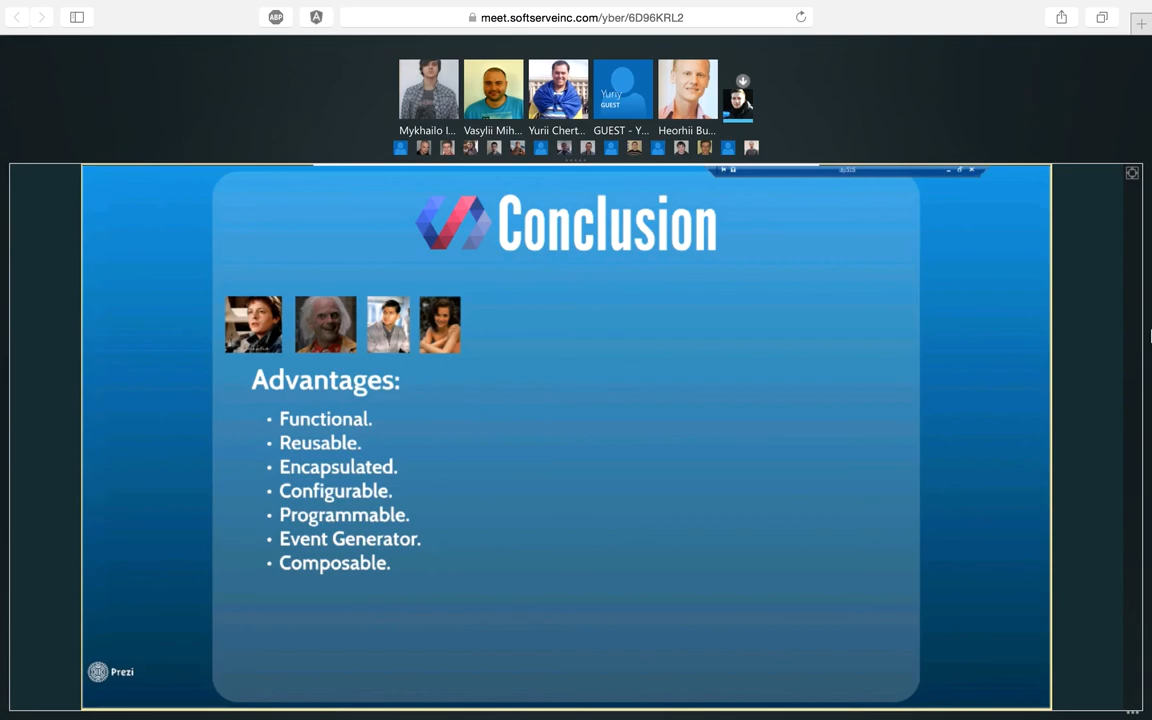 ABP
A
meet.softserveinc.com/yber/6D96KRL2
Yuriy
GUEST
Mykhailo I...
Vasylii Mih...
Yurii Chert...
GUEST - Y...
Heorhii Bu...
Conclusion
Advantages:
• Functional.
• Reusable.
• Encapsulated.
• Configurable.
• Programmable.
• Event Generator.
• Composable.
Prezi